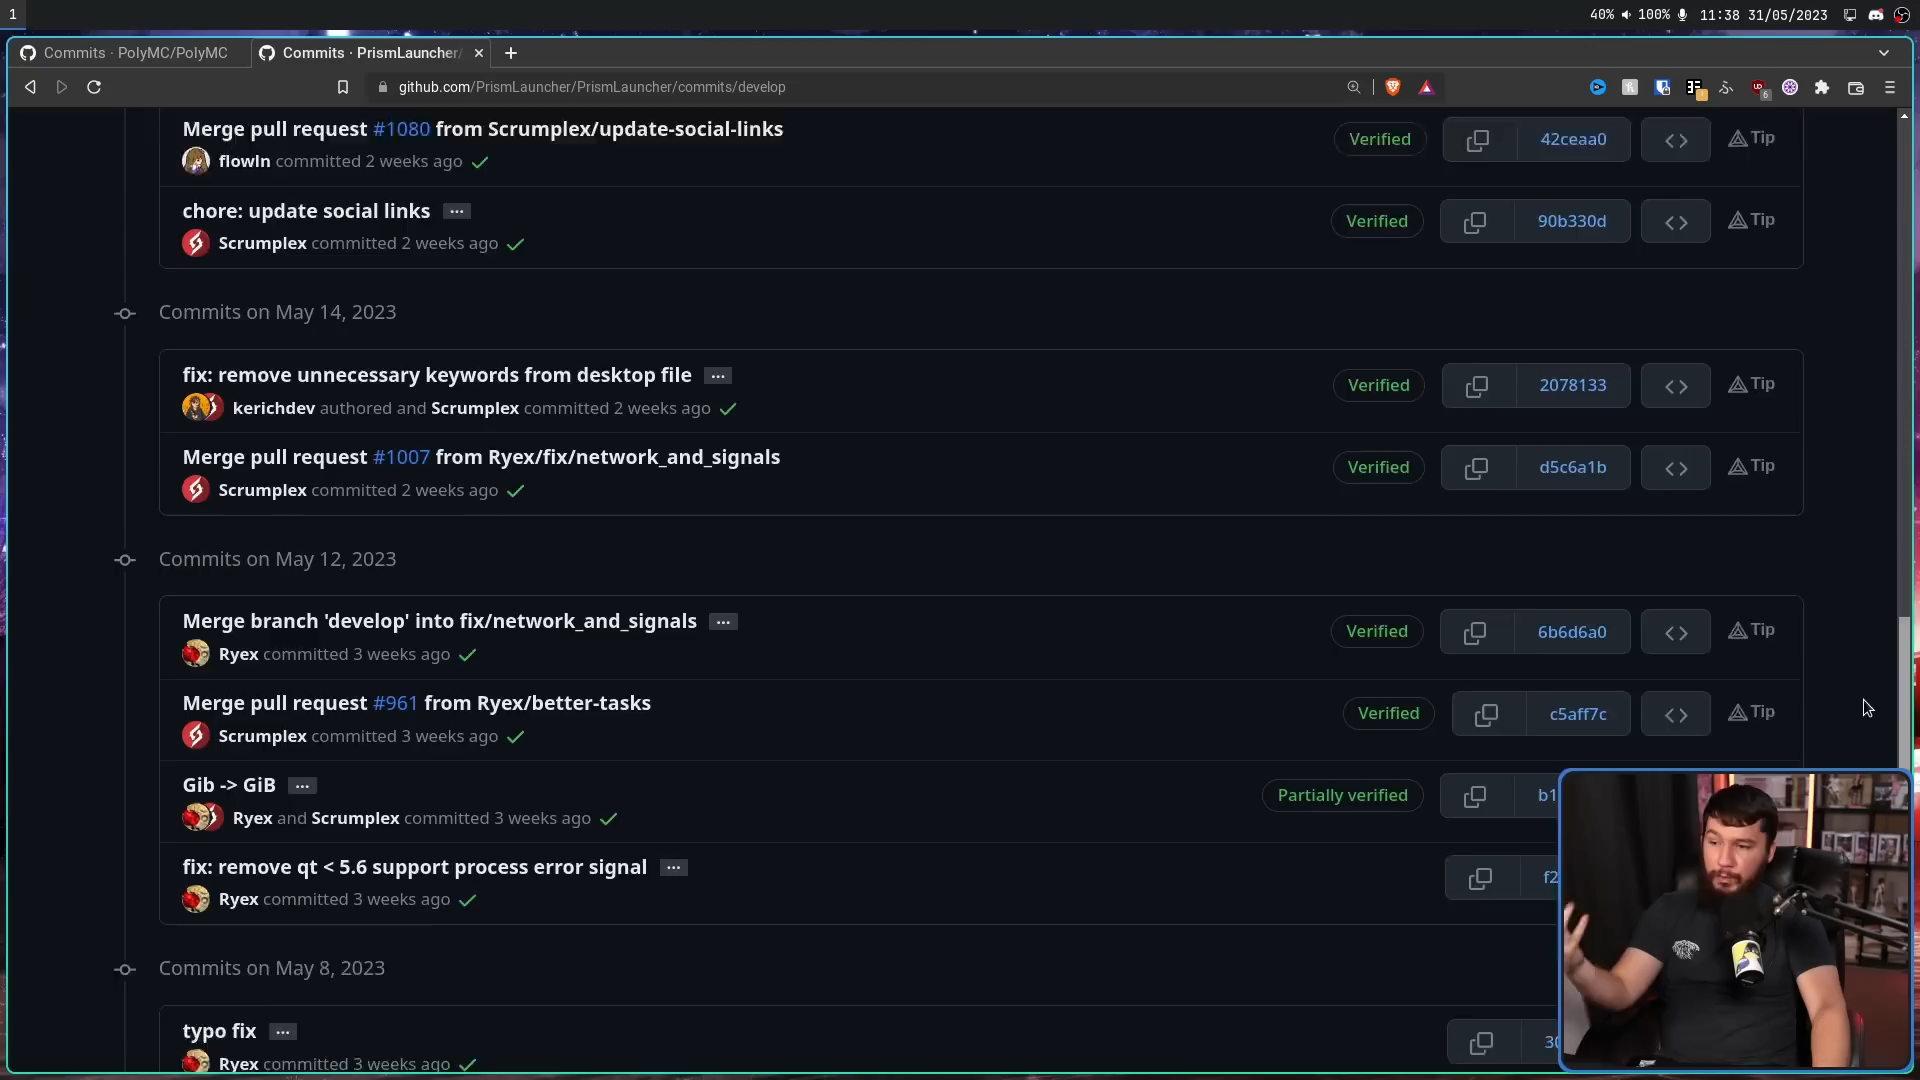 1
40% 100% 11:38 31/05/2023
Commits · PolyMC/PolyMC
Commits · PrismLauncher/
github.com/PrismLauncher/PrismLauncher/commits/develop
6
Merge pull request #1080 from Scrumplex/update-social-links
Verified 42ceaa0 Tip
flowln committed 2 weeks ago
chore: update social links
Verified 90b330d Tip
Scrumplex committed 2 weeks ago
Commits on May 14, 2023
fix: remove unnecessary keywords from desktop file
Verified 2078133 Tip
kerichdev authored and Scrumplex committed 2 weeks ago
Merge pull request #1007 from Ryex/fix/network_and_signals
Verified d5c6a1b Tip
Scrumplex committed 2 weeks ago
Commits on May 12, 2023
Merge branch 'develop' into fix/network_and_signals
Verified 6b6d6a0 Tip
Ryex committed 3 weeks ago
Merge pull request #961 from Ryex/better-tasks
Verified c5aff7c Tip
Scrumplex committed 3 weeks ago
Gib -> GiB
Partially verified b1
Ryex and Scrumplex committed 3 weeks ago
fix: remove qt < 5.6 support process error signal
f2
Ryex committed 3 weeks ago
Commits on May 8, 2023
typo fix
30
Ryex committed 3 weeks ago